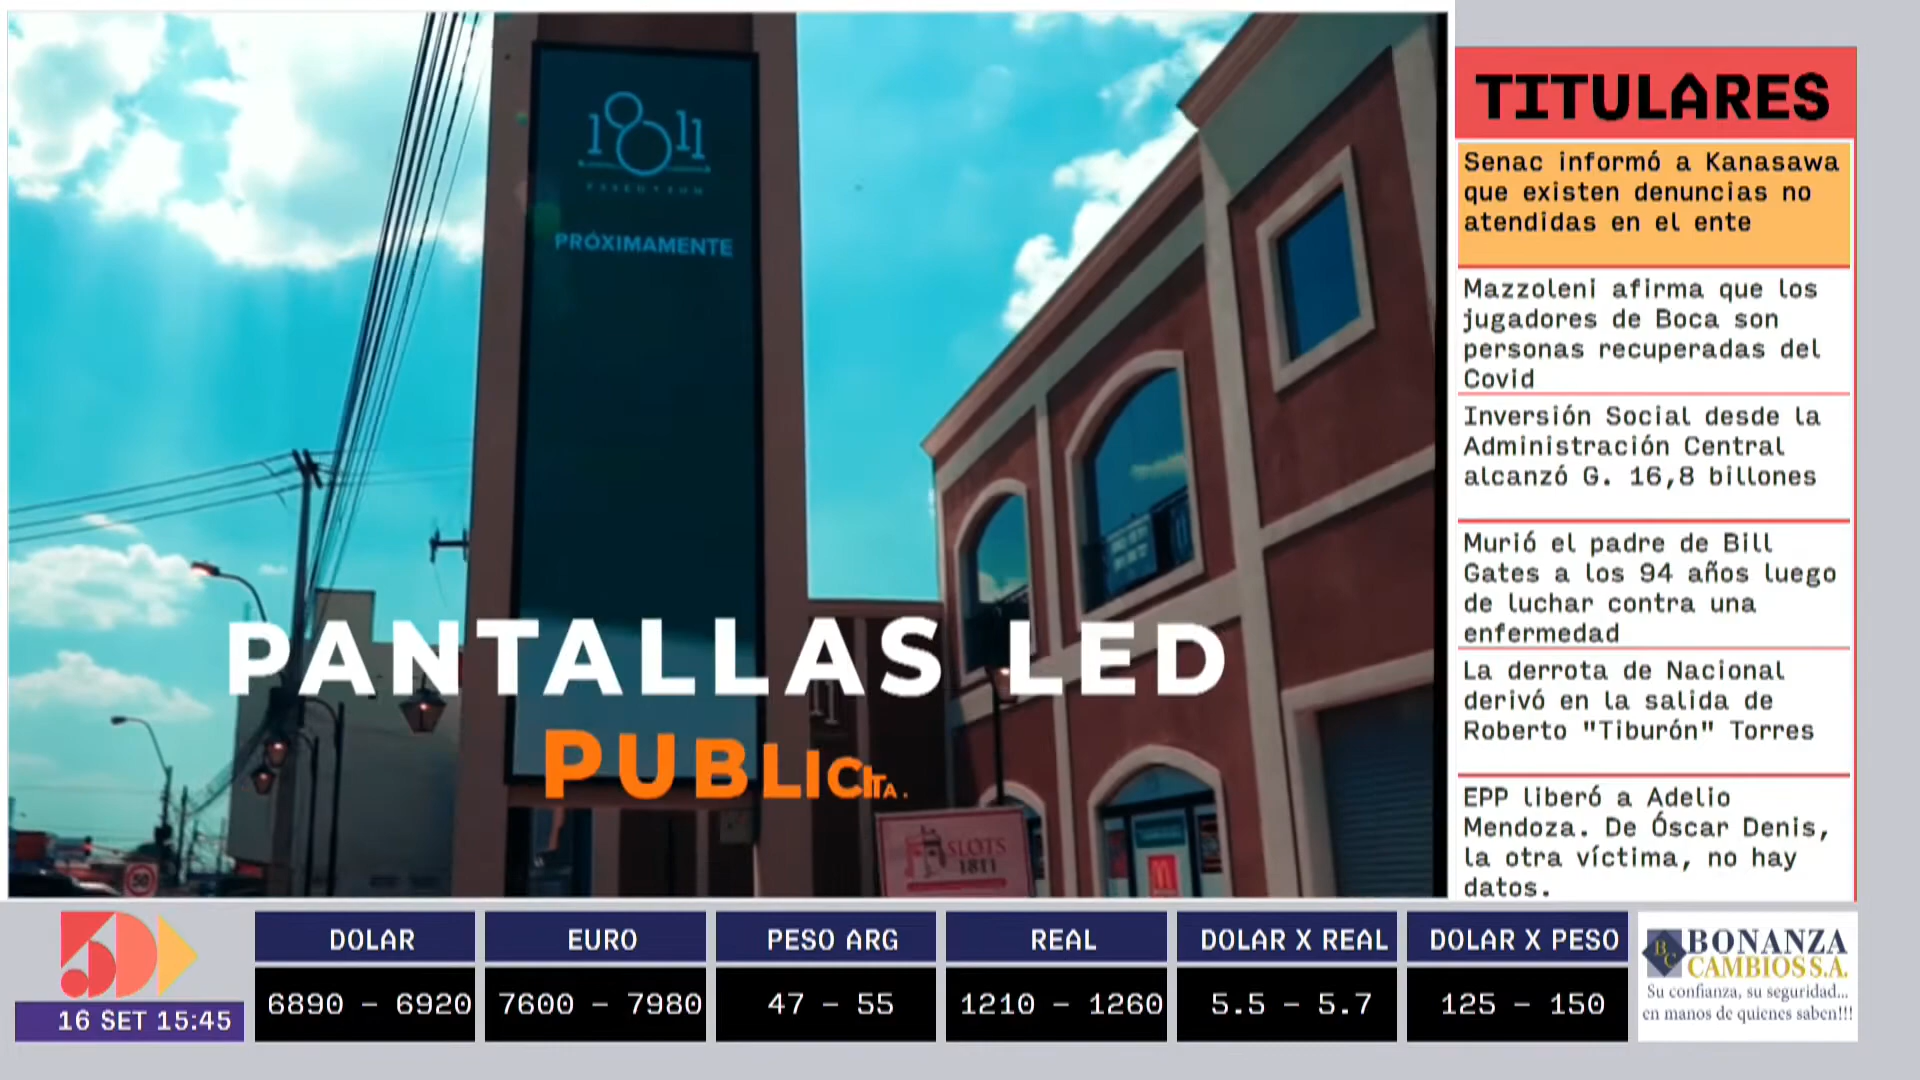 1811
PRÓXIMAMENTE
PANTALLAS LED
PUBLICITA.
SLOTS
1811
50
TITULARES
Senac informó a Kanasawa
que existen denuncias no
atendidas en el ente
Mazzoleni afirma que los
jugadores de Boca son
personas recuperadas del
Covid
Inversión Social desde la
Administración Central
alcanzó G. 16,8 billones
Murió el padre de Bill
Gates a los 94 años luego
de luchar contra una
enfermedad
La derrota de Nacional
derivó en la salida de
Roberto "Tiburón" Torres
EPP liberó a Adelio
Mendoza. De Óscar Denis,
la otra víctima, no hay
datos.
5D
16 SET 15:45
DOLAR
6890 - 6920
EURO
7600 - 7980
PESO ARG
47 - 55
REAL
1210 - 1260
DOLAR X REAL
5.5 - 5.7
DOLAR X PESO
125 - 150
BC
BONANZA
CAMBIOS S.A.
Su confianza, su seguridad...
en manos de quienes saben!!!